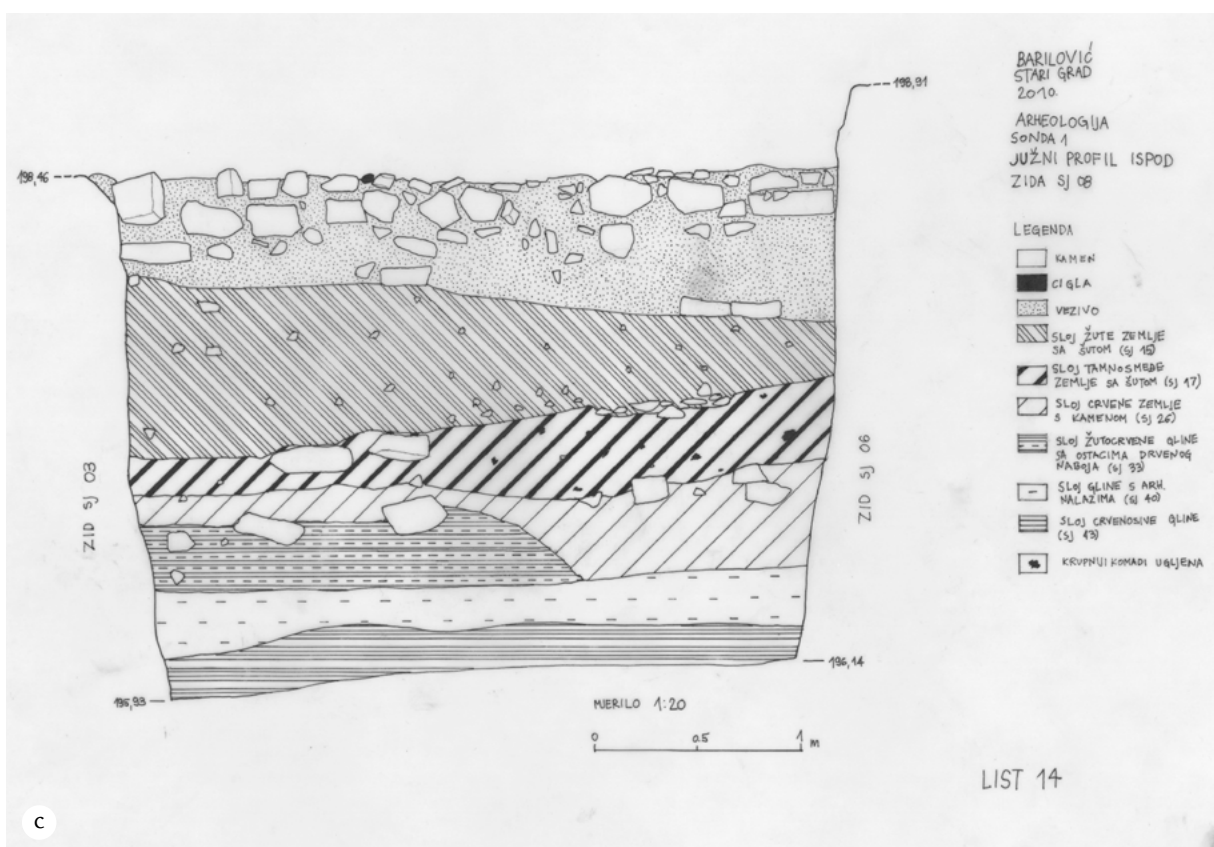 BARILOVIĆ
STARI GRAD
2010.
ARHEOLOGIJA
SONDA 1
JUŽNI PROFIL ISPOD
ZIDA SJ 08
198,91
198,46
LEGENDA
KAMEN
CIGLA
VEZIVO
SLOJ ŽUTE ZEMLJE
SA ŠUTOM (SJ 15)
SLOJ TAMNOSMEĐE
ZEMLJE SA ŠUTOM (SJ 17)
SLOJ CRVENE ZEMLJE
S KAMENOM (SJ 26)
SLOJ ŽUTOCRVENE GLINE
SA OSTACIMA DRVENOG
NABOJA (SJ 33)
SLOJ GLINE S ARH.
NALAZIMA (SJ 40)
SLOJ CRVENOSIVE GLINE
(SJ 43)
KRUPNIJI KOMADI UGLJENA
ZID SJ 03
ZID SJ 06
196,14
195,93
MJERILO 1:20
0 0.5 1 m
LIST 14
C